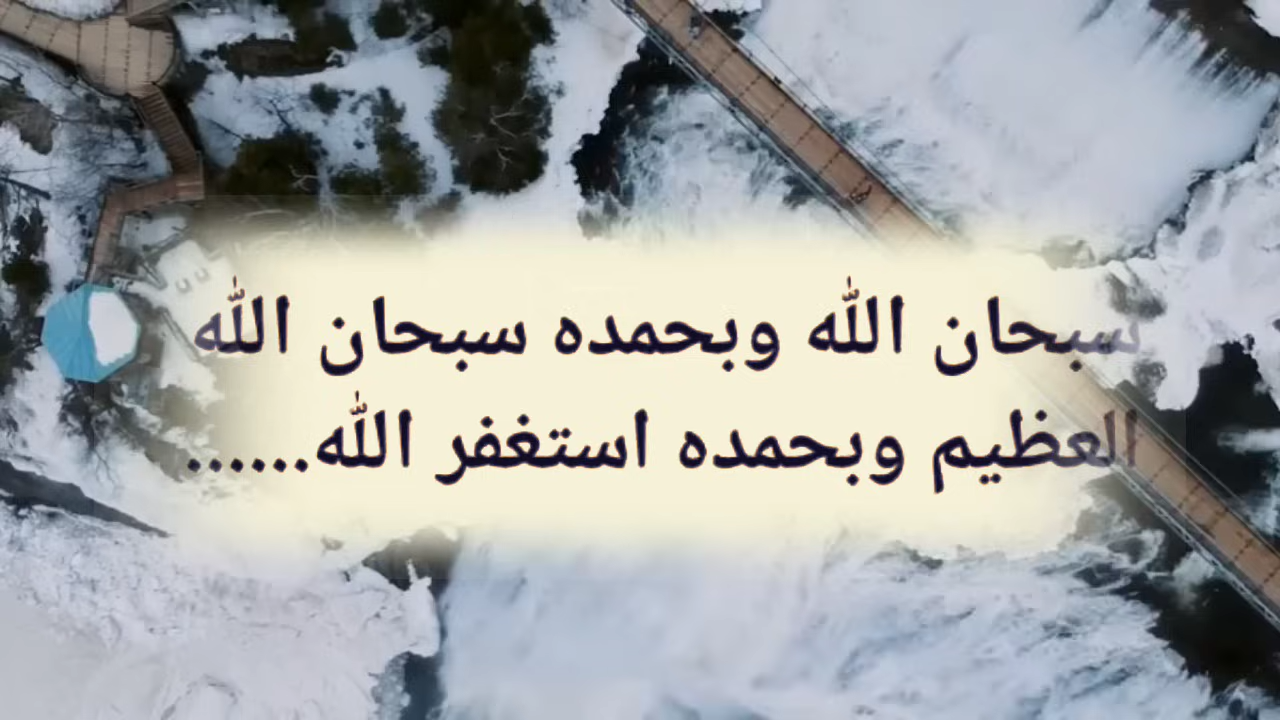 سبحان الله وبحمده سبحان الله
العظيم وبحمده استغفر الله......